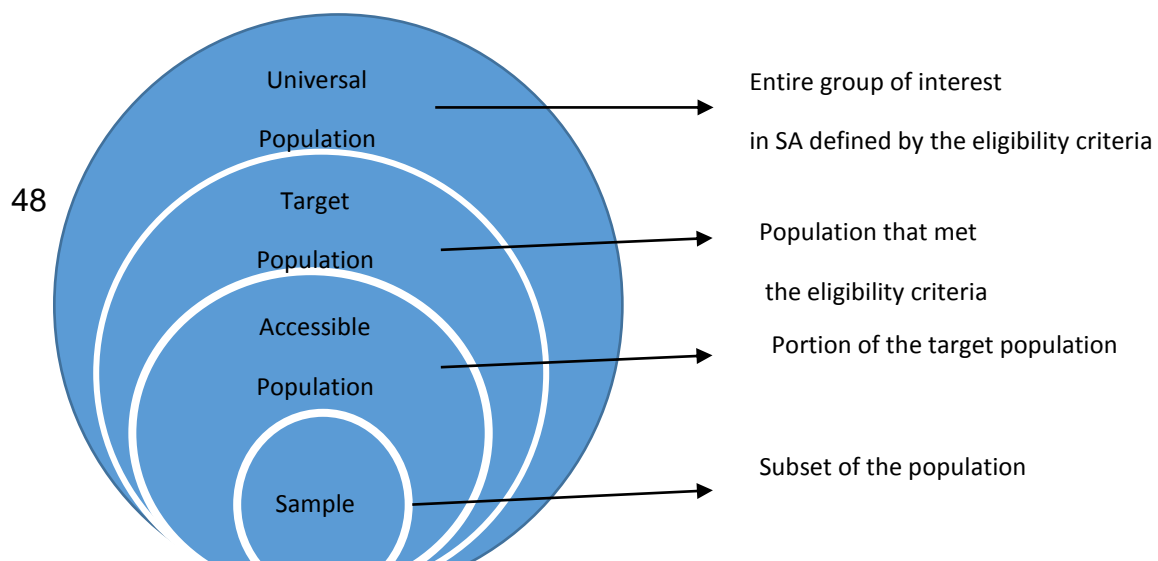 Universal
Population
Entire group of interest
in SA defined by the eligibility criteria
48
Target
Population
Population that met
the eligibility criteria
Accessible
Population
Portion of the target population
Sample
Subset of the population